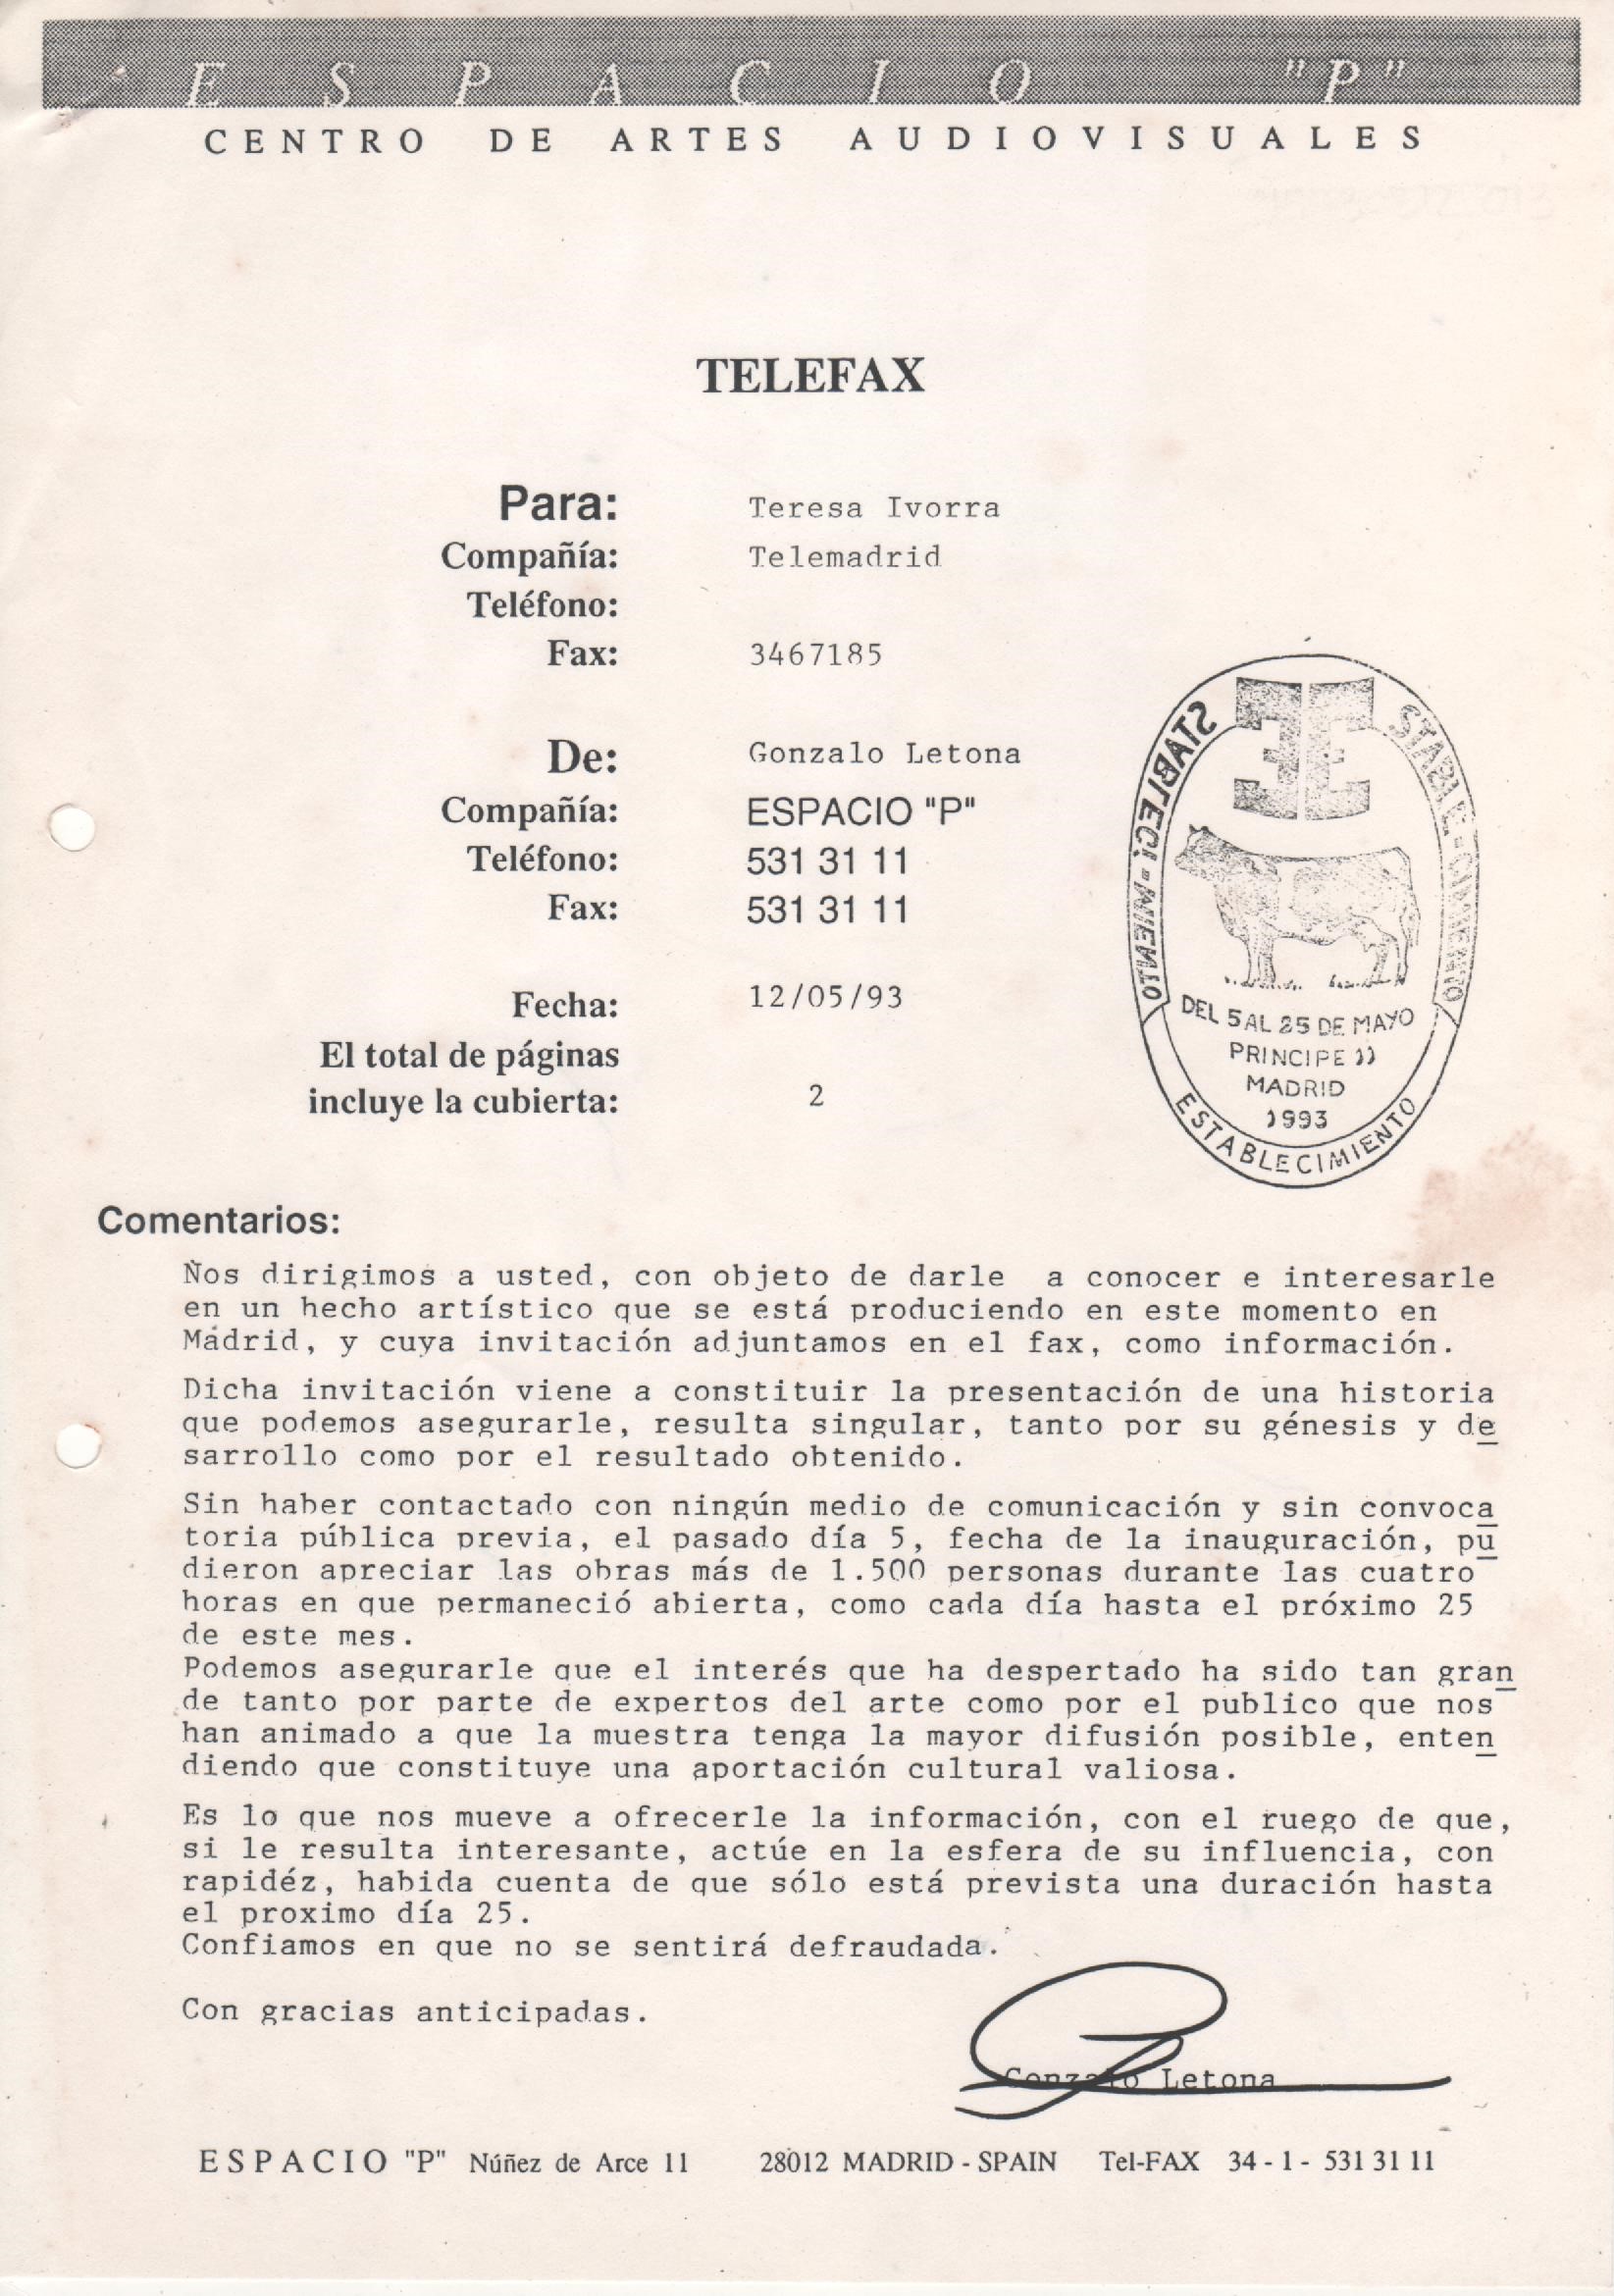 ESPACIO "P"
CENTRO DE ARTES AUDIOVISUALES
TELEFAX
Para: Teresa Ivorra
Compañía: Telemadrid
Teléfono:
Fax: 3467185
De: Gonzalo Letona
Compañía: ESPACIO "P"
Teléfono: 531 31 11
Fax: 531 31 11
Fecha: 12/05/93
El total de páginas
incluye la cubierta: 2
STABLECI-MIENTO
STABLE-CIMIENTO
DEL 5 AL 25 DE MAYO
PRINCIPE 11
MADRID
1993
ESTABLECIMIENTO
Comentarios:
Nos dirigimos a usted, con objeto de darle a conocer e interesarle
en un hecho artístico que se está produciendo en este momento en
Madrid, y cuya invitación adjuntamos en el fax, como información.
Dicha invitación viene a constituir la presentación de una historia
que podemos asegurarle, resulta singular, tanto por su génesis y de
sarrollo como por el resultado obtenido.
Sin haber contactado con ningún medio de comunicación y sin convoca
toria pública previa, el pasado día 5, fecha de la inauguración, pu
dieron apreciar las obras más de 1.500 personas durante las cuatro
horas en que permaneció abierta, como cada día hasta el próximo 25
de este mes.
Podemos asegurarle que el interés que ha despertado ha sido tan gran
de tanto por parte de expertos del arte como por el publico que nos
han animado a que la muestra tenga la mayor difusión posible, enten
diendo que constituye una aportación cultural valiosa.
Es lo que nos mueve a ofrecerle la información, con el ruego de que,
si le resulta interesante, actúe en la esfera de su influencia, con
rapidéz, habida cuenta de que sólo está prevista una duración hasta
el proximo día 25.
Confiamos en que no se sentirá defraudada.
Con gracias anticipadas.
Gonzalo Letona
ESPACIO "P" Núñez de Arce 11 28012 MADRID - SPAIN Tel-FAX 34 - 1 - 531 31 11